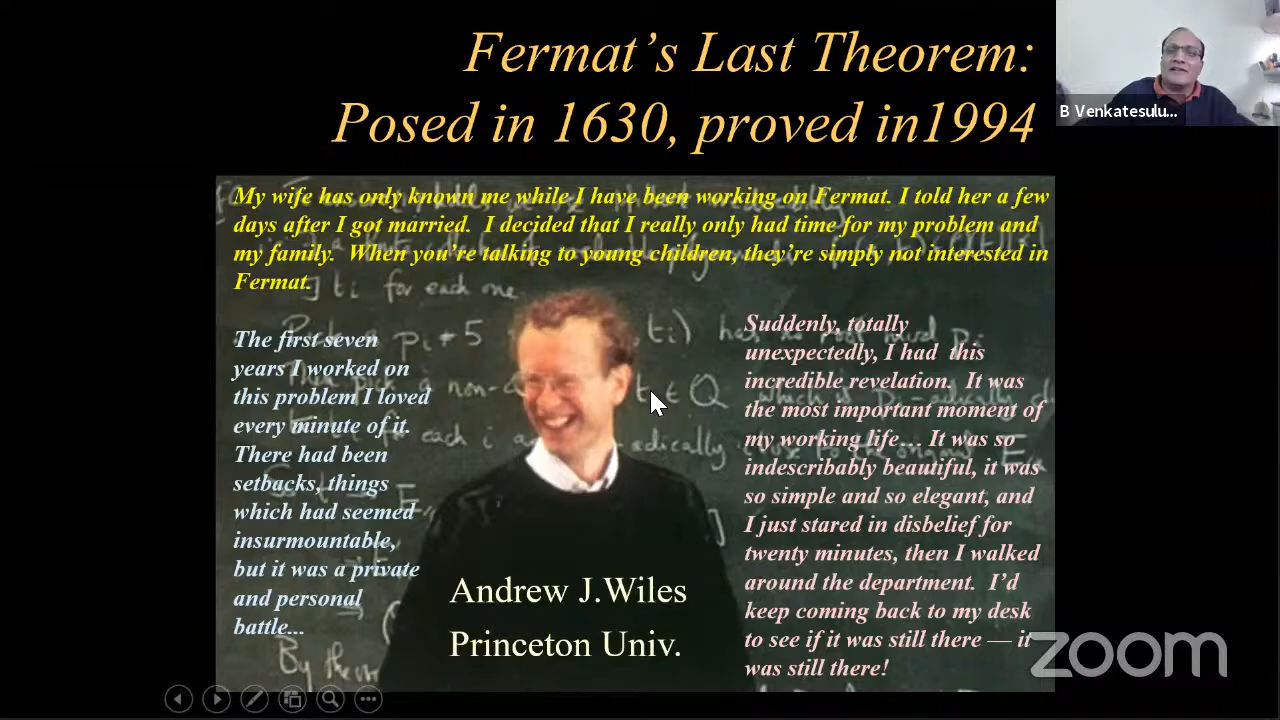 Fermat's Last Theorem:
Posed in 1630, proved in1994
B Venkatesulu...
My wife has only known me while I have been working on Fermat. I told her a few
days after I got married. I decided that I really only had time for my problem and
my family. When you're talking to young children, they're simply not interested in
Fermat.
ti for each one
The first seven
years I worked on
this problem I loved
every minute of it.
There had been
setbacks, things
which had seemed
insurmountable,
but it was a private
and personal
battle...
Suddenly, totally
unexpectedly, I had this
incredible revelation. It was
the most important moment of
my working life… It was so
indescribably beautiful, it was
so simple and so elegant, and
I just stared in disbelief for
twenty minutes, then I walked
around the department. I'd
keep coming back to my desk
to see if it was still there — it
was still there!
Andrew J.Wiles
Princeton Univ.
zoom